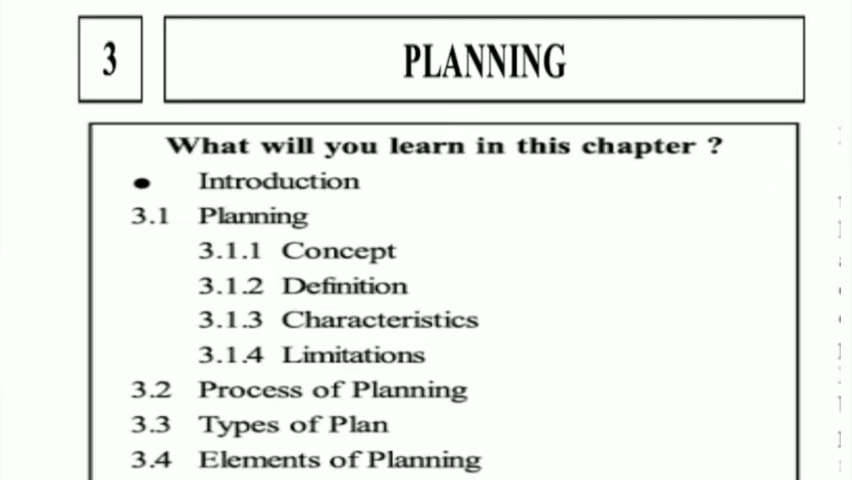 3 PLANNING
What will you learn in this chapter ?
● Introduction
3.1 Planning
3.1.1 Concept
3.1.2 Definition
3.1.3 Characteristics
3.1.4 Limitations
3.2 Process of Planning
3.3 Types of Plan
3.4 Elements of Planning